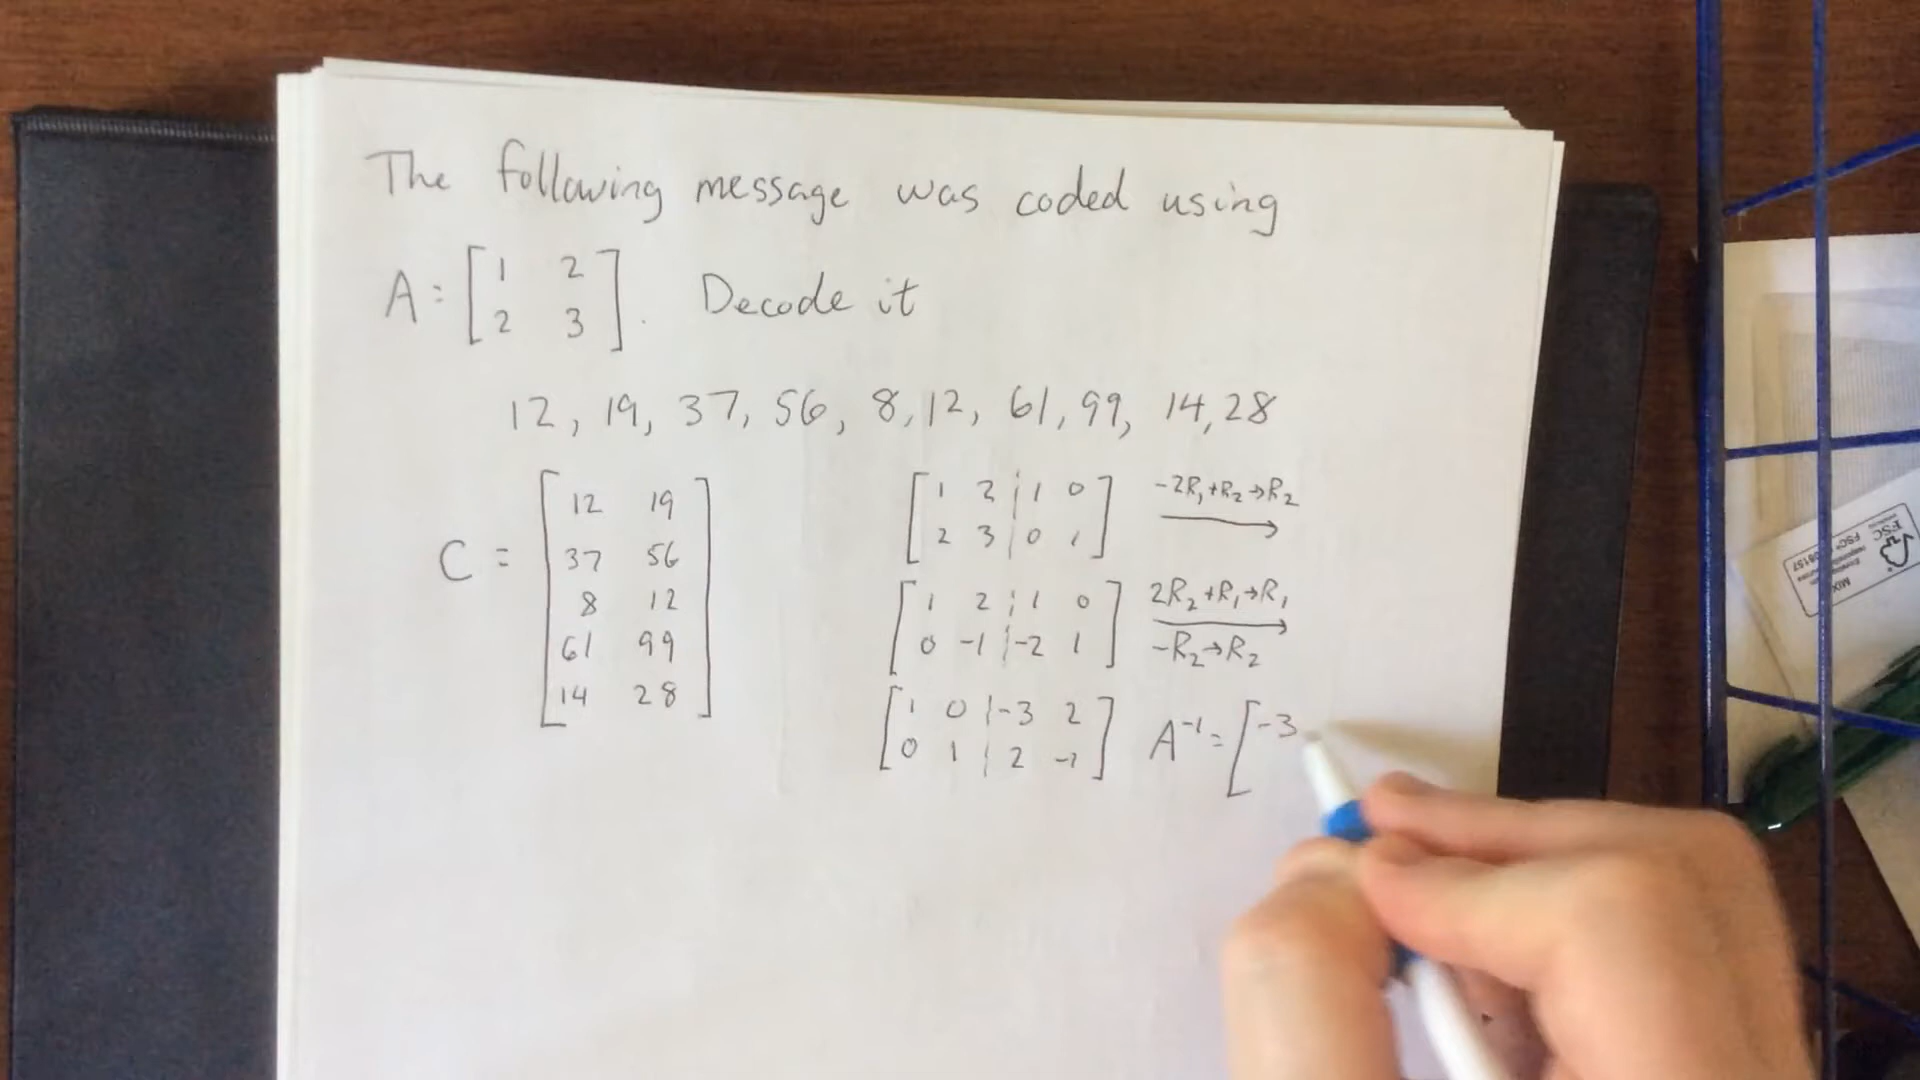 The following message was coded using
A = [ 1 2
2 3 ] . Decode it
12, 19, 37, 56, 8, 12, 61, 99, 14, 28
C = [ 12 19
37 56
8 12
61 99
14 28 ]
[ 1 2 | 1 0
2 3 | 0 1 ] -2R₁+R₂→R₂
[ 1 2 | 1 0
0 -1 | -2 1 ] 2R₂+R₁→R₁
-R₂→R₂
[ 1 0 | -3 2
0 1 | 2 -1 ] A⁻¹ = [ -3
MIX
FSC